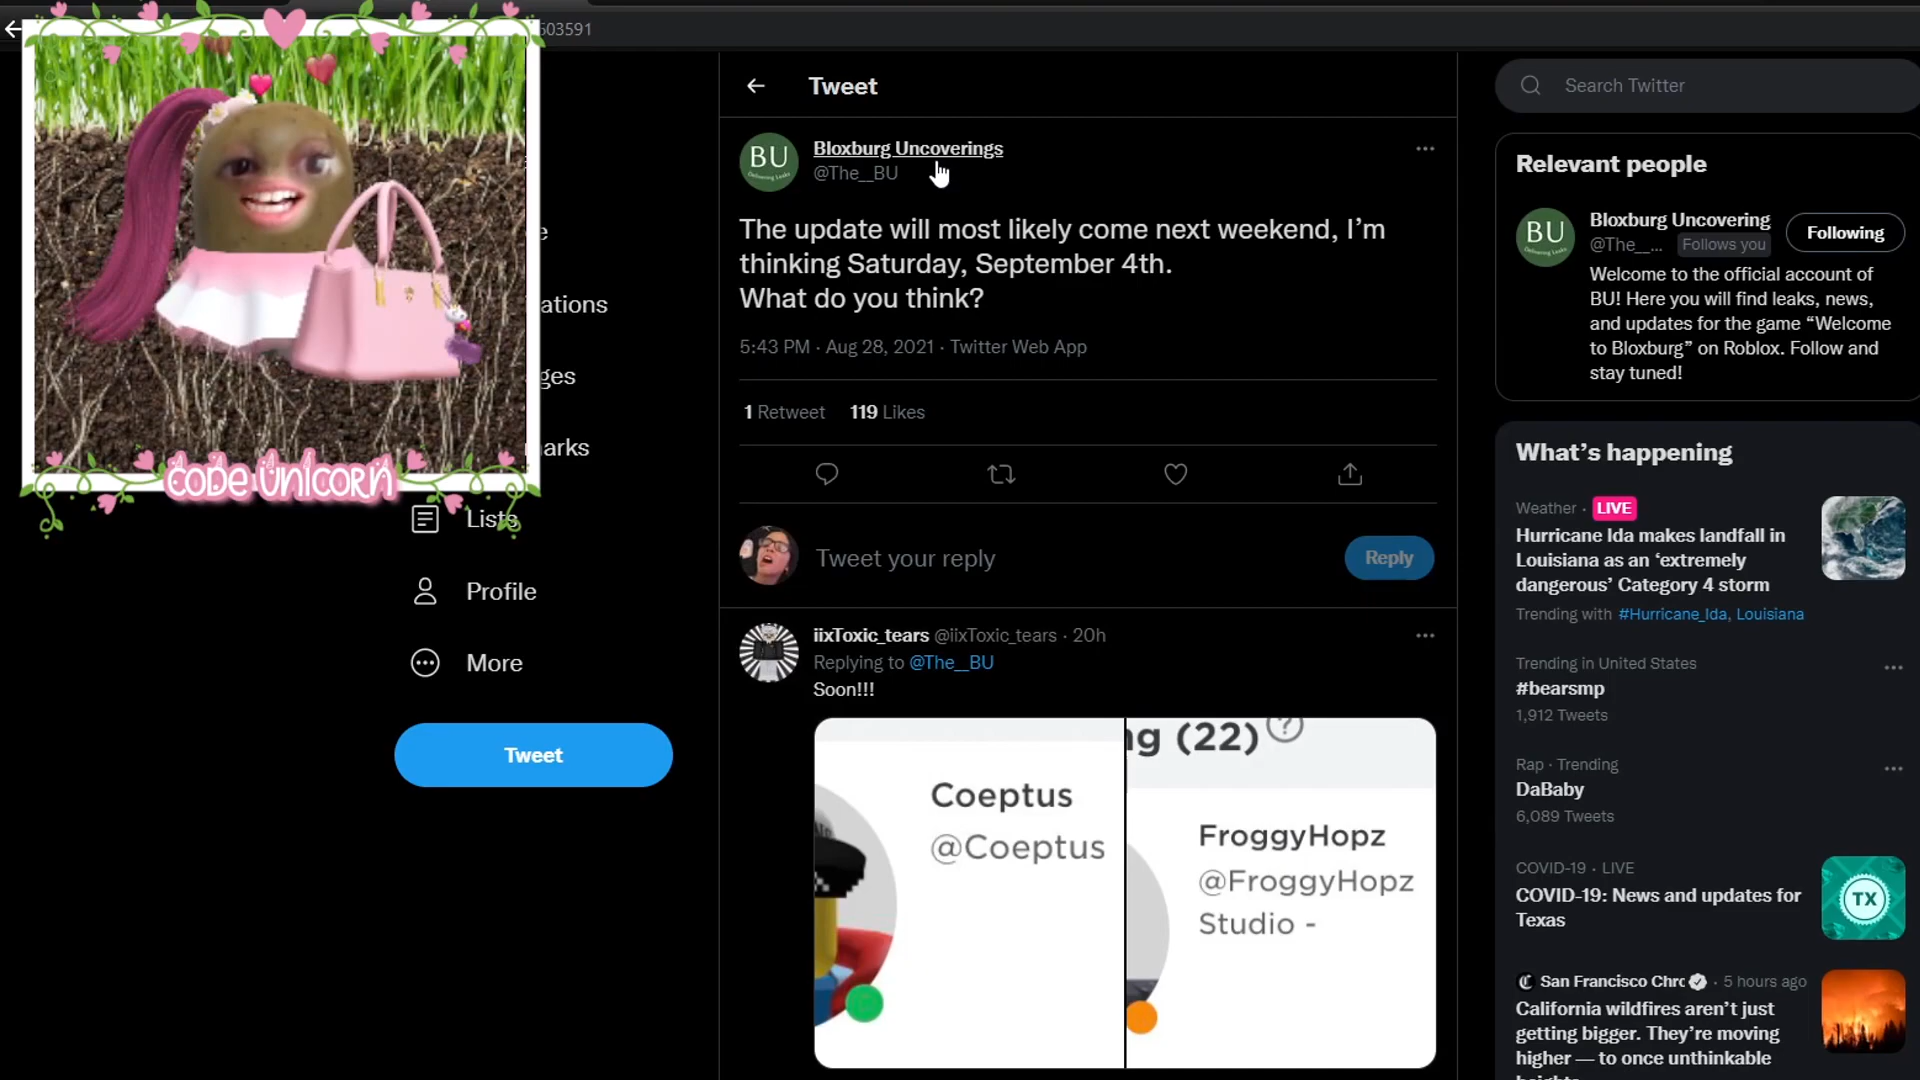 503591
Tweet
Search Twitter
BU
Bloxburg Uncoverings
@The__BU
The update will most likely come next weekend, I'm
thinking Saturday, September 4th.
What do you think?
5:43 PM · Aug 28, 2021 · Twitter Web App
1 Retweet 119 Likes
Tweet your reply
Reply
iixToxic_tears @iixToxic_tears · 20h
Replying to @The__BU
Soon!!!
Coeptus
@Coeptus
ng (22)
FroggyHopz
@FroggyHopz
Studio -
CODE UNICORN
e
ations
ges
arks
Lists
Profile
More
Tweet
Relevant people
BU
Bloxburg Uncovering
@The__... Follows you
Following
Welcome to the official account of
BU! Here you will find leaks, news,
and updates for the game “Welcome
to Bloxburg” on Roblox. Follow and
stay tuned!
What's happening
Weather · LIVE
Hurricane Ida makes landfall in
Louisiana as an ‘extremely
dangerous’ Category 4 storm
Trending with #Hurricane_Ida, Louisiana
Trending in United States
#bearsmp
1,912 Tweets
Rap · Trending
DaBaby
6,089 Tweets
COVID-19 · LIVE
COVID-19: News and updates for
Texas
TX
San Francisco Chrc · 5 hours ago
California wildfires aren't just
getting bigger. They're moving
higher — to once unthinkable